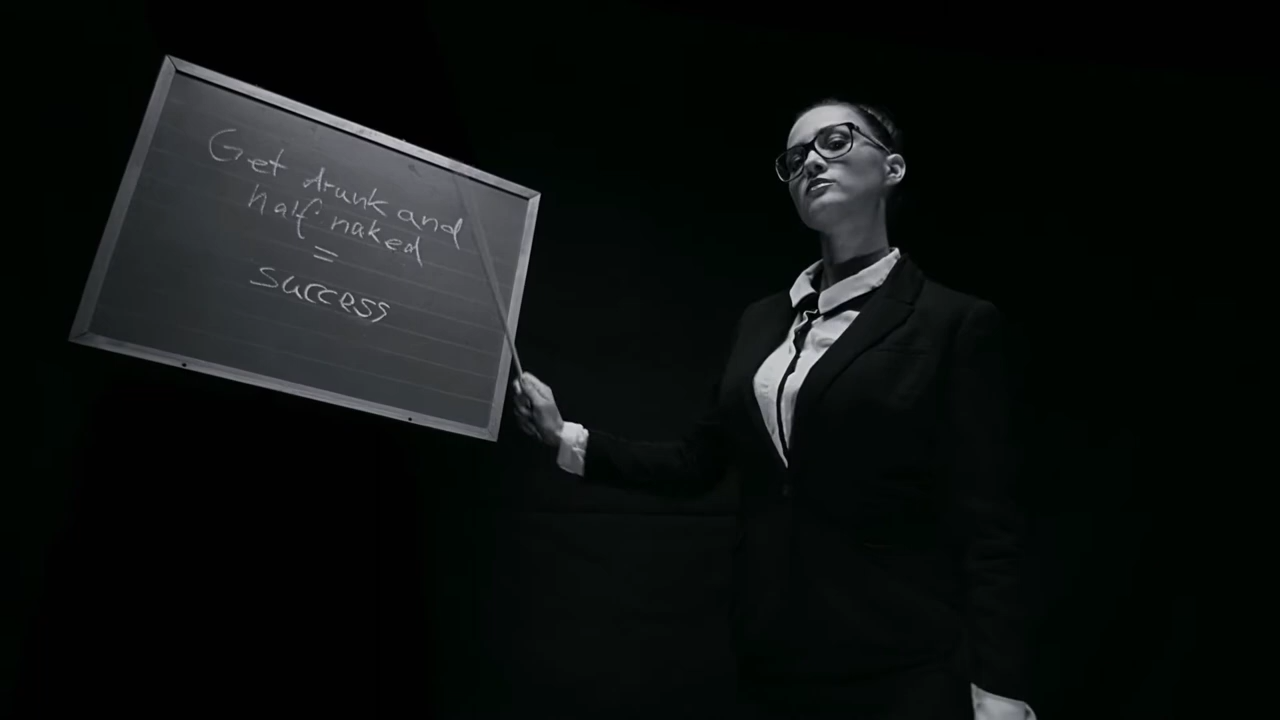 Get drunk and
half naked
=
success